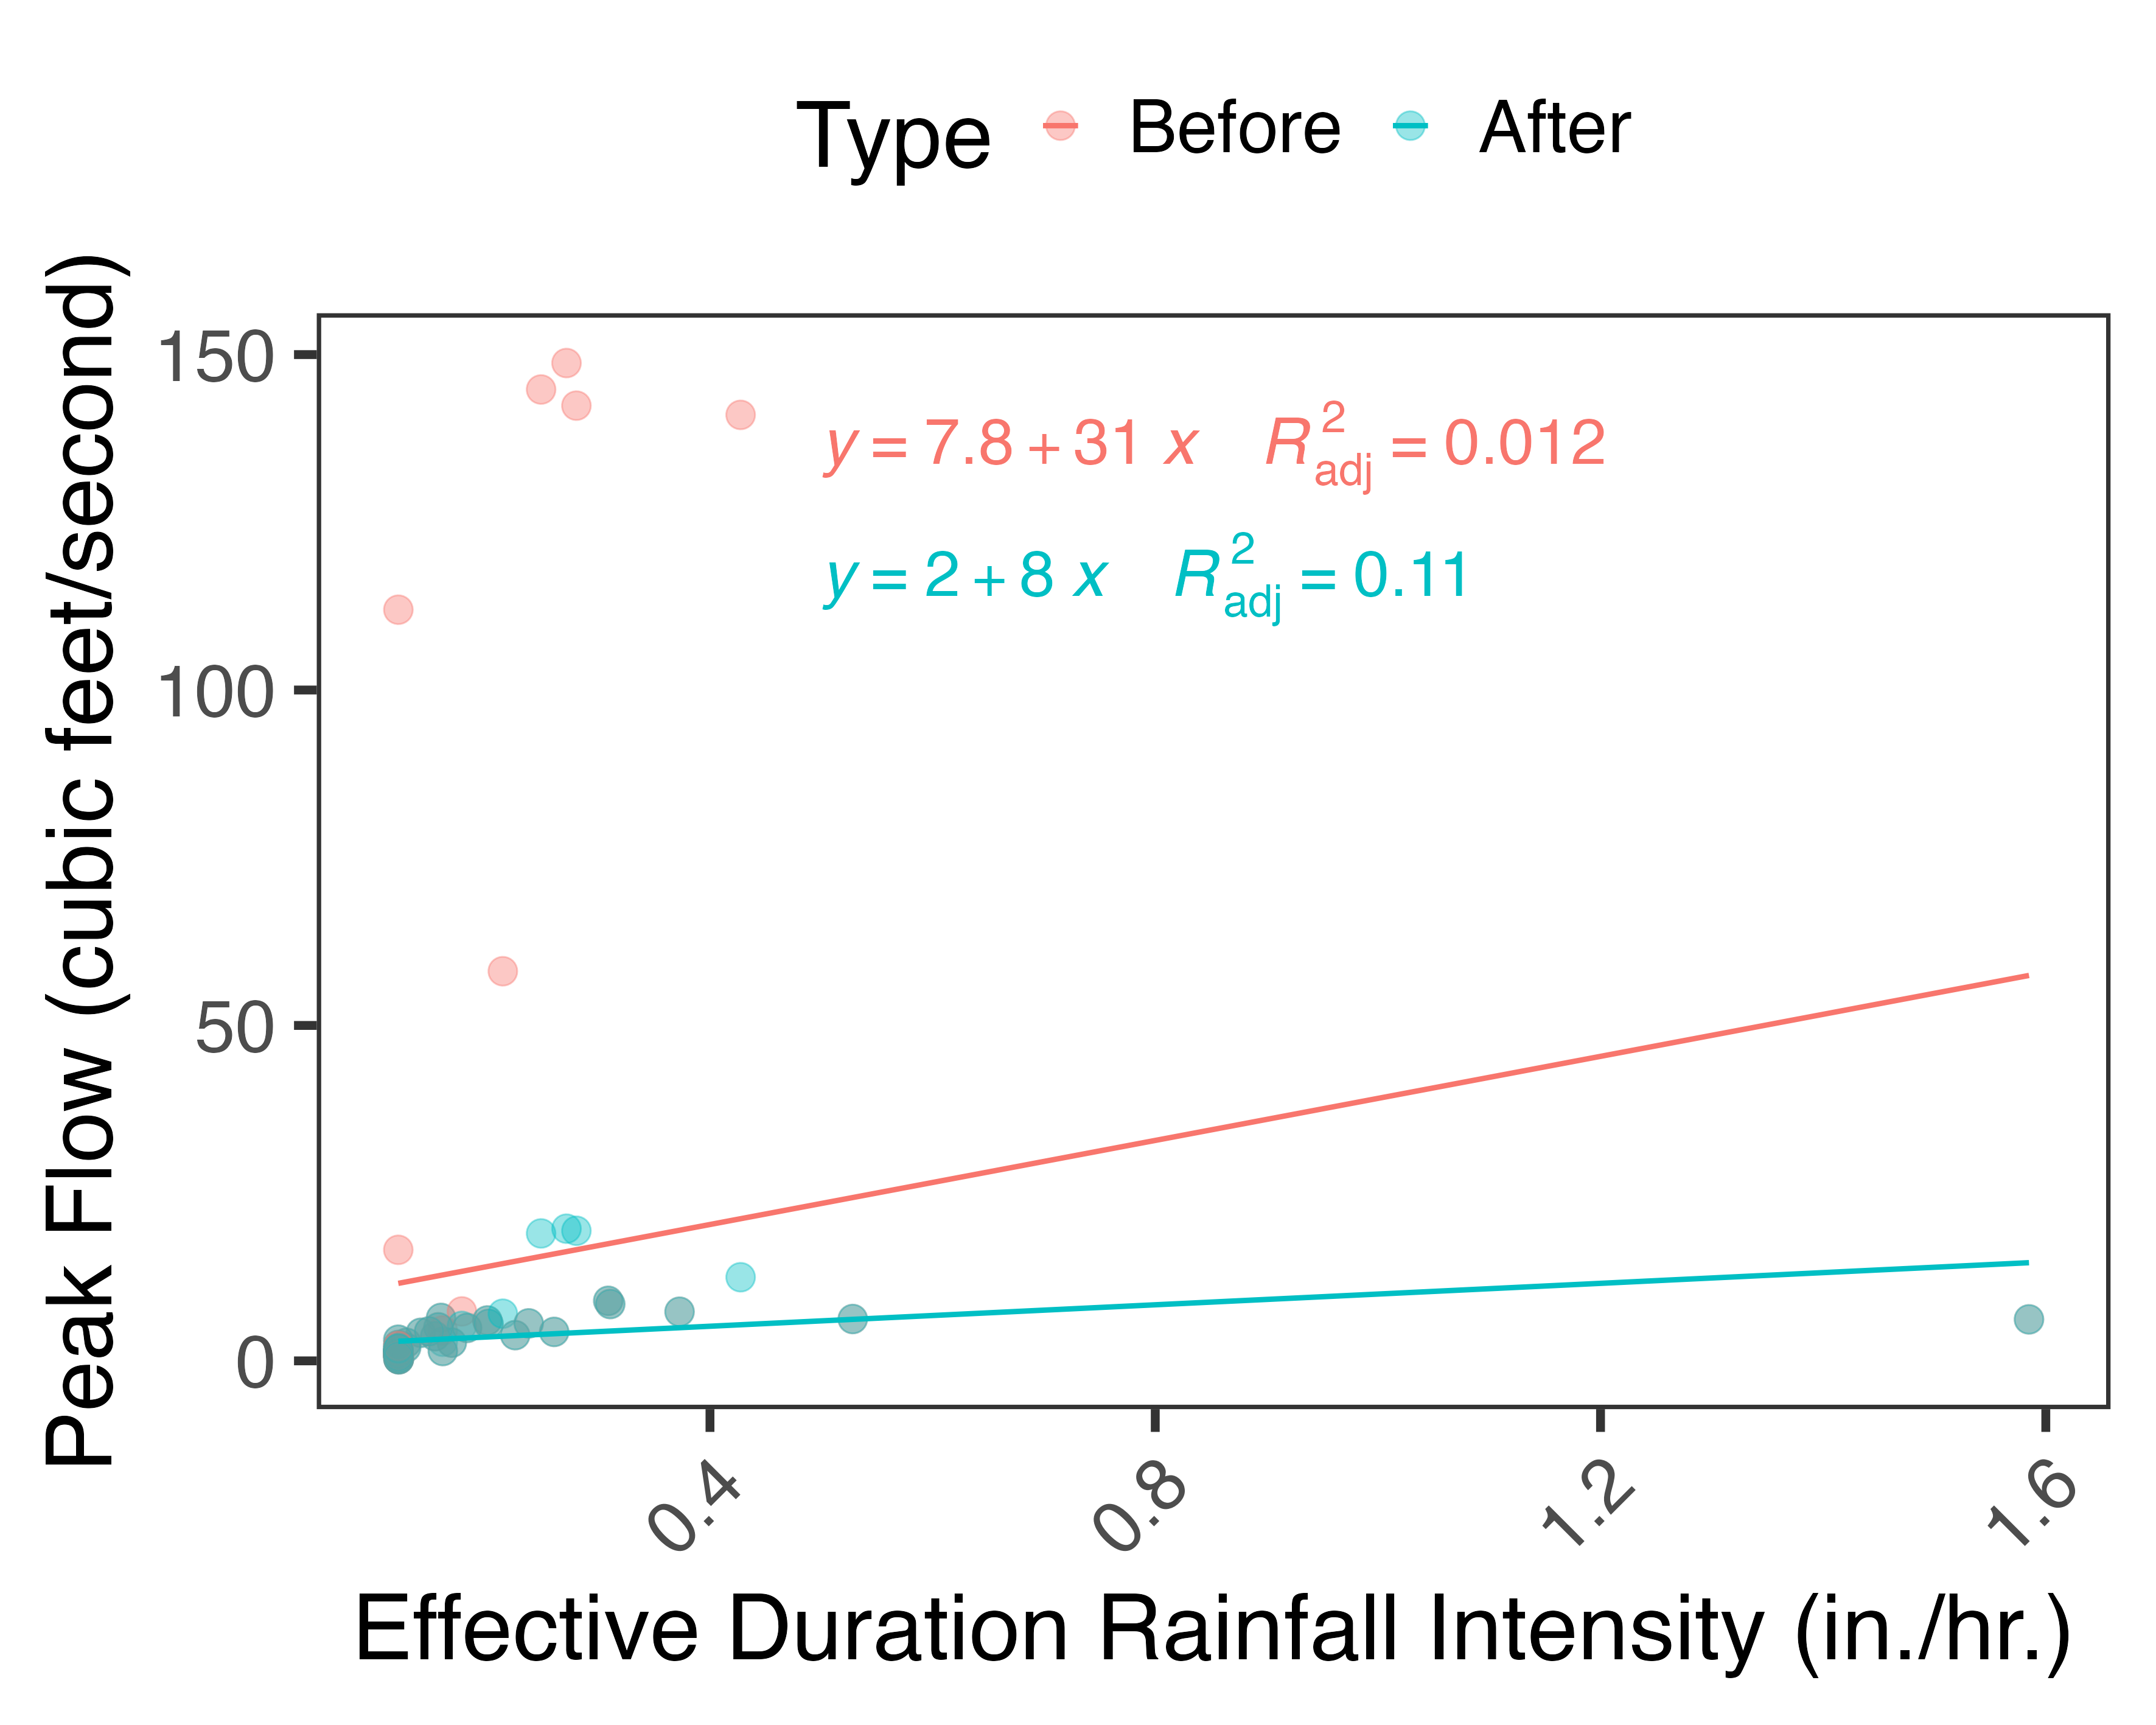 Type Before After
Peak Flow (cubic feet/second)
150
100
50
0
y = 7.8 + 31 x R²adj = 0.012
y = 2 + 8 x R²adj = 0.11
0.4 0.8 1.2 1.6
Effective Duration Rainfall Intensity (in./hr.)